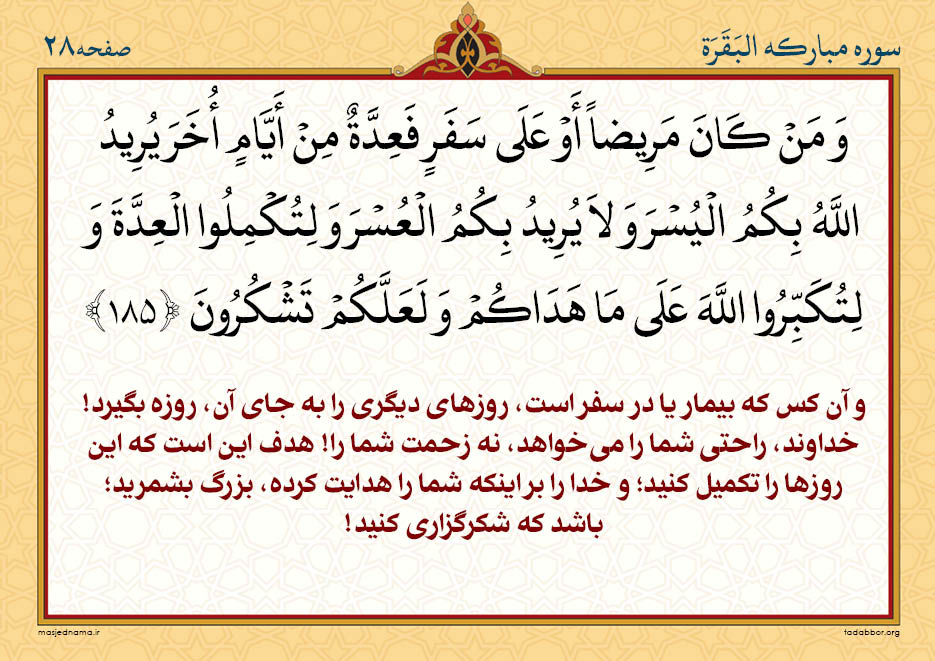 سوره مبارکه البَقَرَة
صفحه۲۸
وَ مَنْ كَانَ مَرِيضاً أَوْ عَلَى سَفَرٍ فَعِدَّةٌ مِنْ أَيَّامٍ أُخَرَ يُرِيدُ
اللَّهُ بِكُمُ الْيُسْرَ وَ لاَ يُرِيدُ بِكُمُ الْعُسْرَ وَ لِتُكْمِلُوا الْعِدَّةَ وَ
لِتُكَبِّرُوا اللَّهَ عَلَى مَا هَدَاكُمْ وَ لَعَلَّكُمْ تَشْكُرُونَ ﴿۱۸۵﴾
و آن کس که بیمار یا در سفر است، روزهای دیگری را به جای آن، روزه بگیرد!
خداوند، راحتی شما را می‌خواهد، نه زحمت شما را! هدف این است که این
روزها را تکمیل کنید؛ و خدا را بر اینکه شما را هدایت کرده، بزرگ بشمرید؛
باشد که شکرگزاری کنید!
masjednama.ir
tadabbor.org